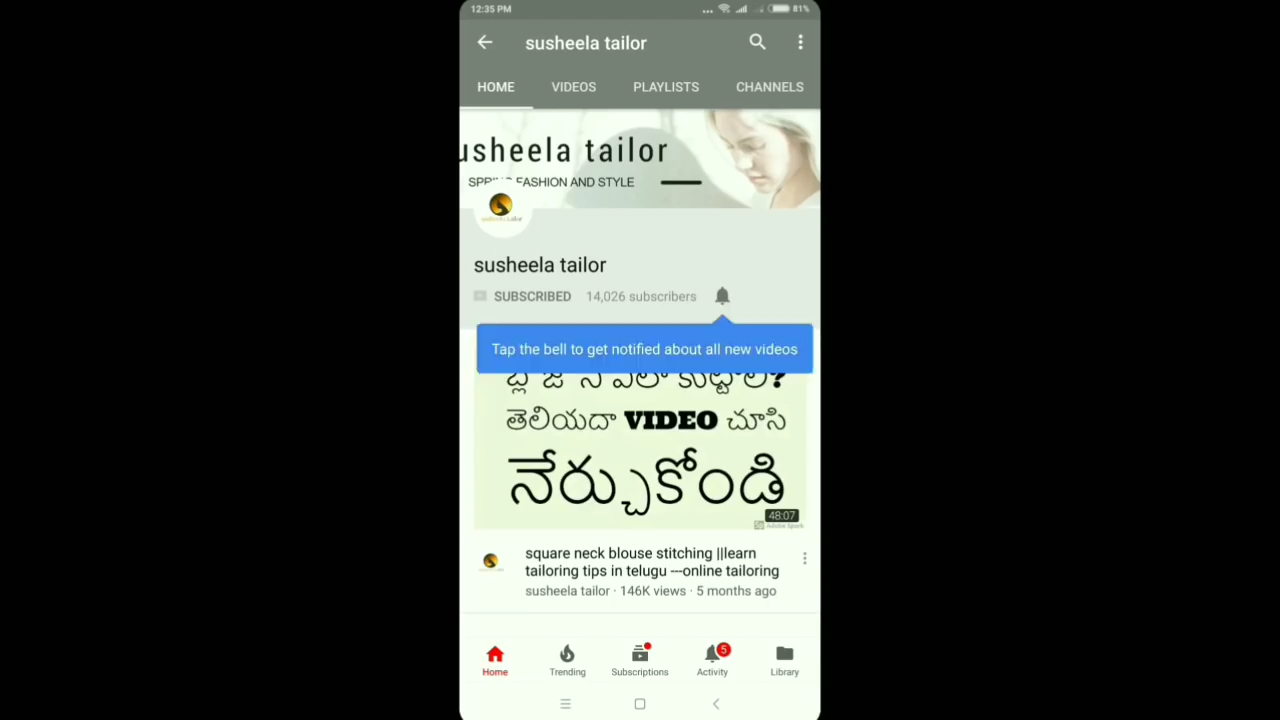 12:35 PM
81%
susheela tailor
HOME VIDEOS PLAYLISTS CHANNELS
usheela tailor
FASHION AND STYLE
susheela tailor
SUBSCRIBED 14,026 subscribers
Tap the bell to get notified about all new videos
కుట్టాలి?
తెలియదా VIDEO చూసి
నేర్చుకోండి
48:07
Adobe Spark
square neck blouse stitching ||learn
tailoring tips in telugu ---online tailoring
susheela tailor · 146K views · 5 months ago
Home Trending Subscriptions 5 Activity Library